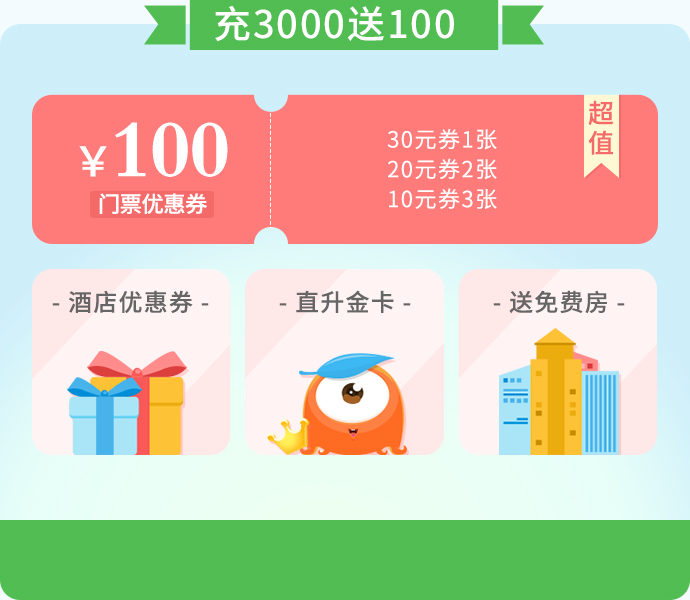 充3000送100
¥100
门票优惠券
30元券1张
20元券2张
10元券3张
超值
- 酒店优惠券 -
- 直升金卡 -
- 送免费房 -